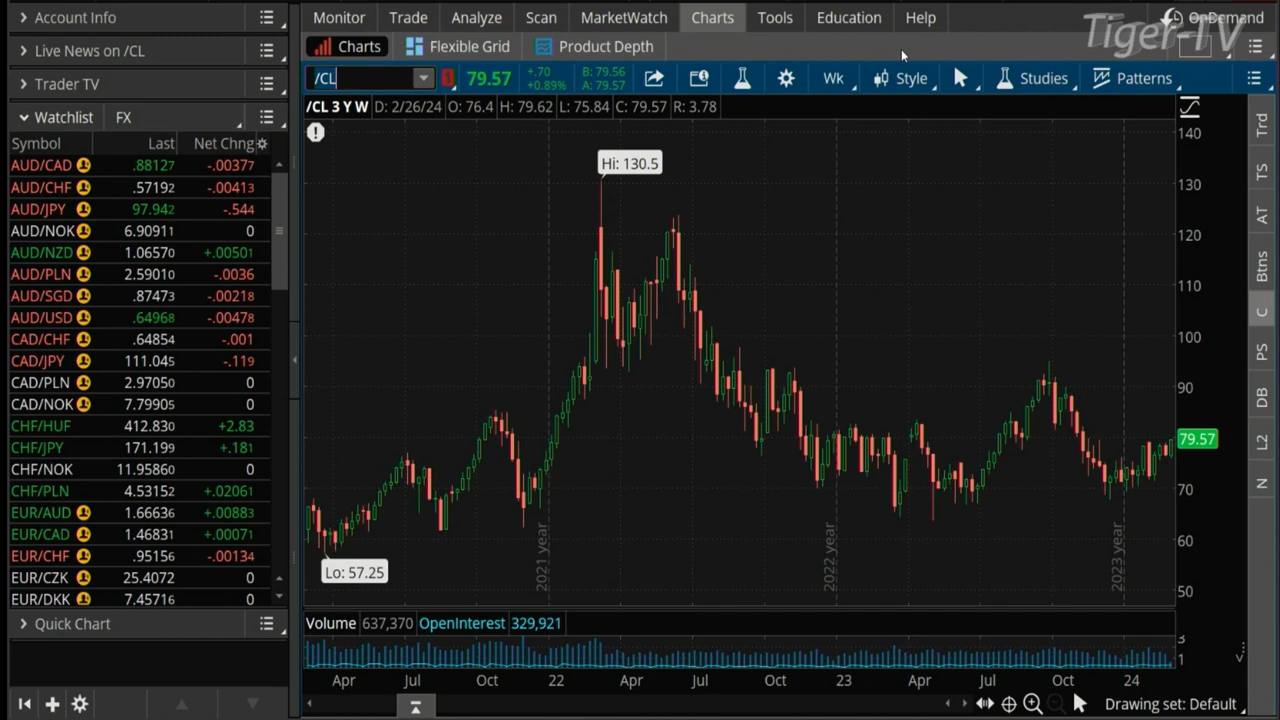 Account Info
Live News on /CL
Tiger TV
Watchlist FX
Symbol Last Net Chng
AUD/CAD .88127 -.00377
AUD/CHF .57192 -.00413
AUD/JPY 97.942 -.544
AUD/NOK 6.90911 0
AUD/NZD 1.06570 +.00501
AUD/PLN 2.59010 -.0036
AUD/SGD .87473 -.00218
AUD/USD .64968 -.00478
CAD/CHF .64854 -.001
CAD/JPY 111.045 -.119
CAD/PLN 2.97050 0
CAD/NOK 7.79905 0
CHF/HUF 412.830 +2.83
CHF/JPY 171.199 +.181
CHF/NOK 11.95860 0
CHF/PLN 4.53152 +.02061
EUR/AUD 1.66636 +.00883
EUR/CAD 1.46831 +.00071
EUR/CHF .95156 -.00134
EUR/CZK 25.4072 0
EUR/DKK 7.45716 0
Quick Chart
Monitor Trade Analyze Scan MarketWatch Charts Tools Education Help OnDemand
Tiger-TV
Charts Flexible Grid Product Depth
/CL 79.57 +.70 B: 79.56 Wk Style Studies Patterns
+0.89% A: 79.57
/CL 3 Y W D: 2/26/24 O: 76.4 H: 79.62 L: 75.84 C: 79.57 R: 3.78
Hi: 130.5
Lo: 57.25
140
130
120
110
100
90
79.57
70
60
50
2021 year
2022 year
2023 year
Volume 637,370 OpenInterest 329,921
3
1
Apr Jul Oct 22 Apr Jul Oct 23 Apr Jul Oct 24
Drawing set: Default
Trd
TS
AT
Btns
C
PS
DB
L2
N